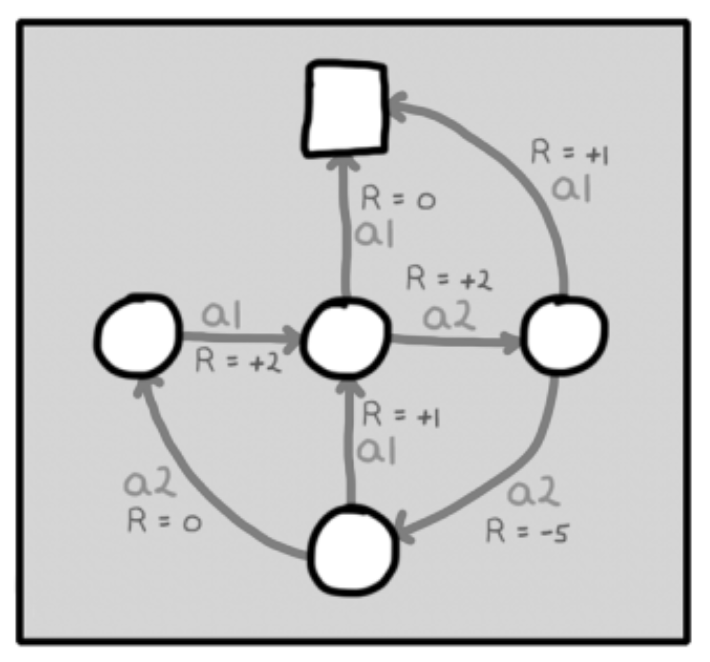 R = +1
a1
R = 0
a1
R = +2
a2
a1
R = +2
R = +1
a1
a2
R = 0
a2
R = -5